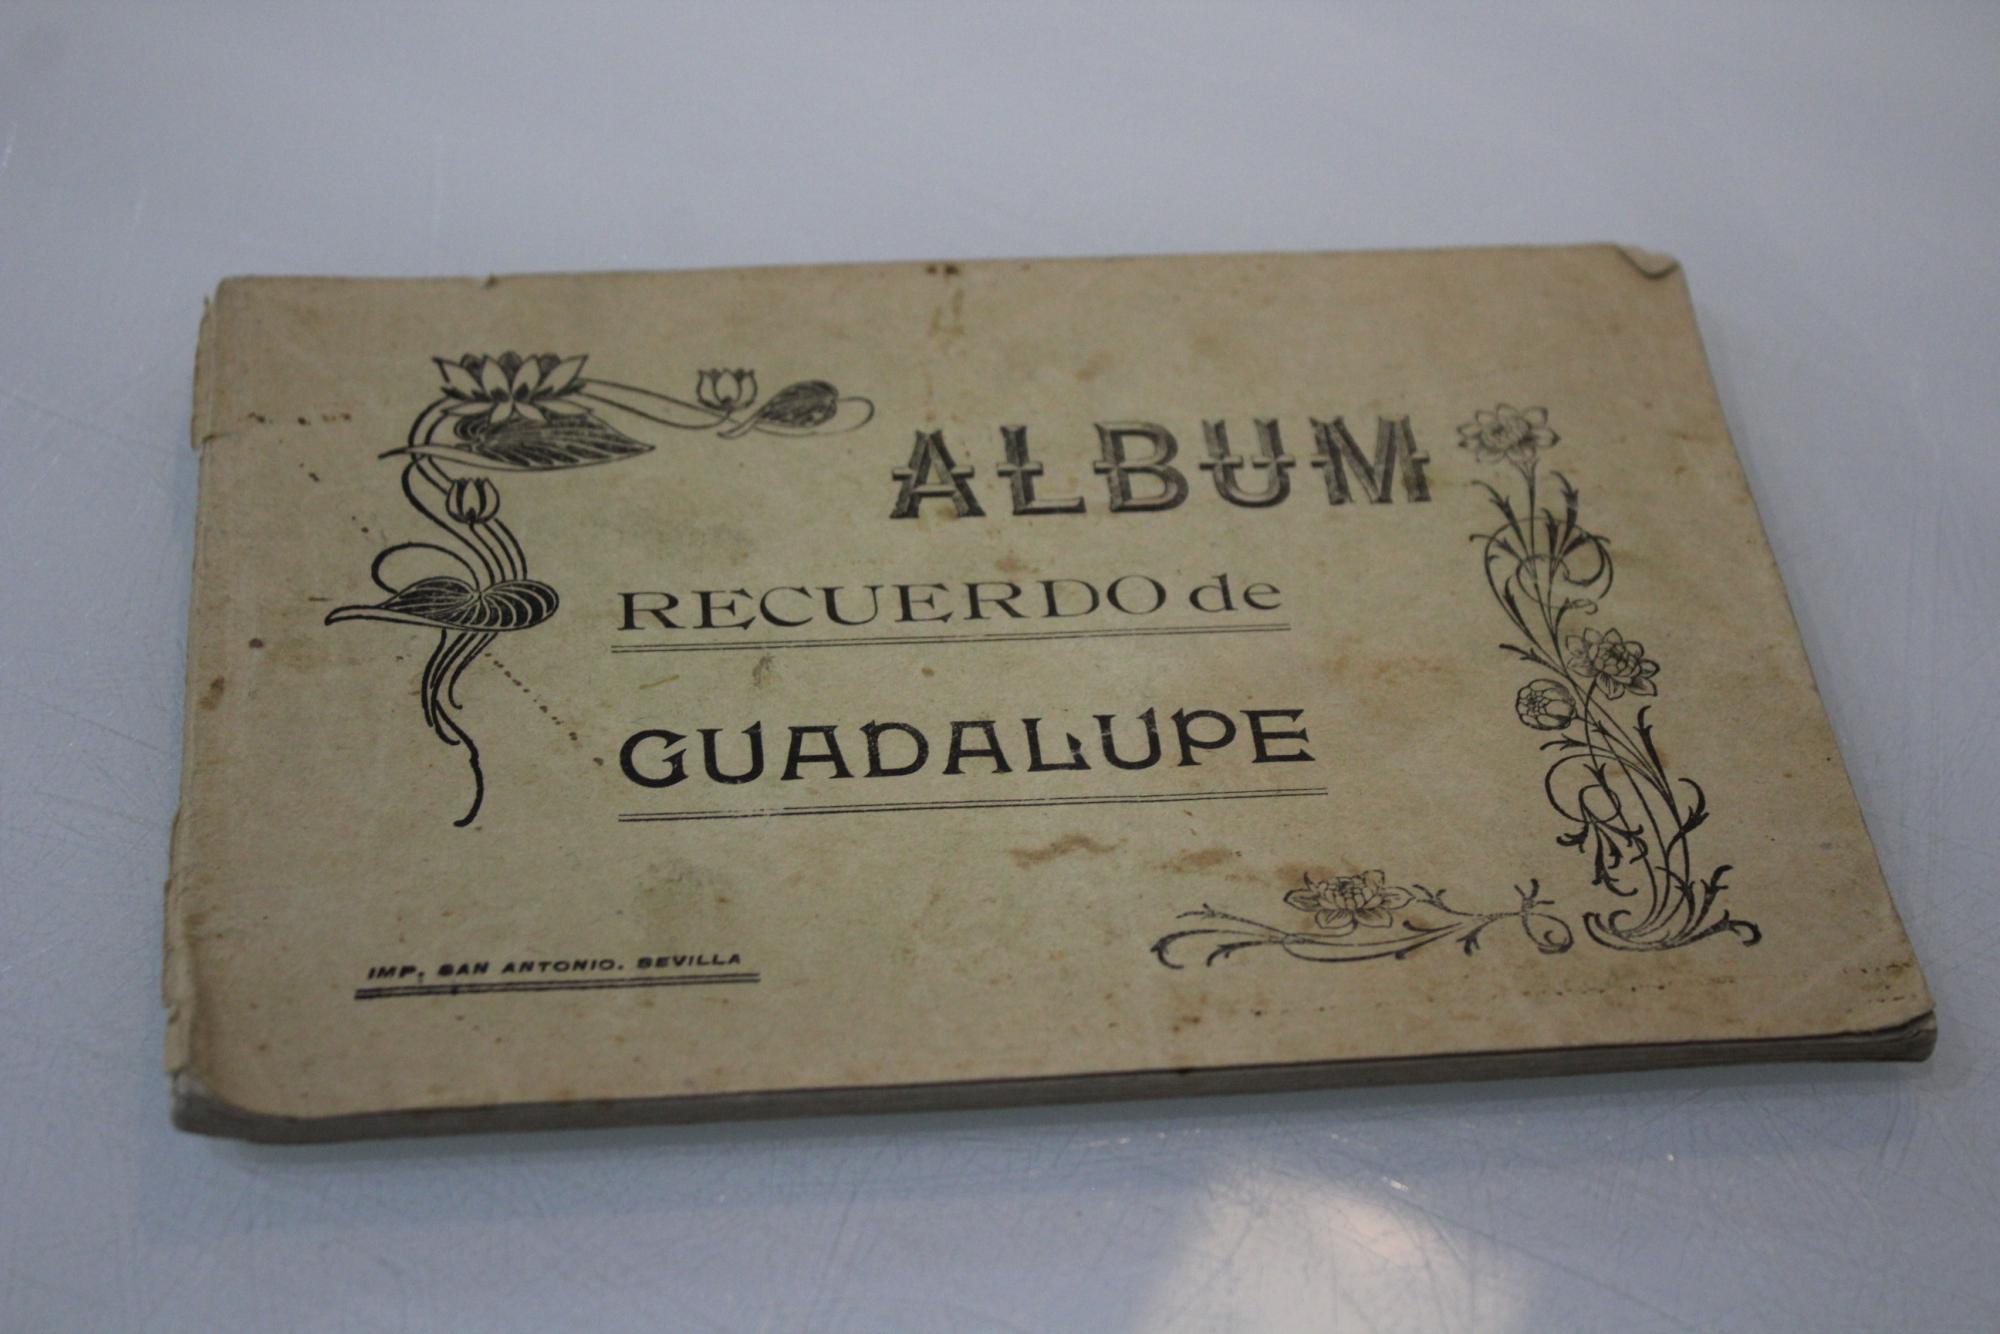 ALBUM
RECUERDO de
GUADALUPE
IMP. SAN ANTONIO. SEVILLA